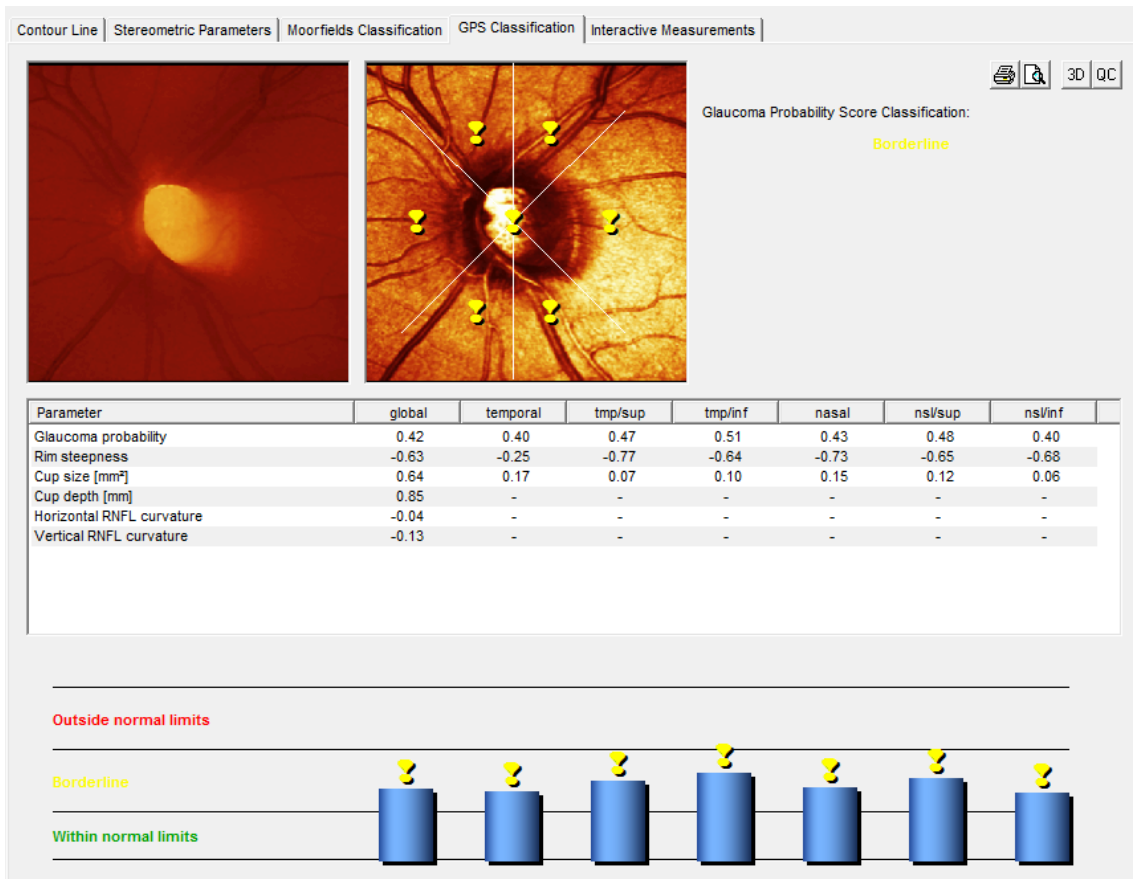 Contour Line Stereometric Parameters Moorfields Classification GPS Classification Interactive Measurements
3D QC
Glaucoma Probability Score Classification:
Borderline
Parameter global temporal tmp/sup tmp/inf nasal nsl/sup nsl/inf
Glaucoma probability 0.42 0.40 0.47 0.51 0.43 0.48 0.40
Rim steepness -0.63 -0.25 -0.77 -0.64 -0.73 -0.65 -0.68
Cup size [mm²] 0.64 0.17 0.07 0.10 0.15 0.12 0.06
Cup depth [mm] 0.85 - - - - - -
Horizontal RNFL curvature -0.04 - - - - - -
Vertical RNFL curvature -0.13 - - - - - -
Outside normal limits
Borderline
Within normal limits